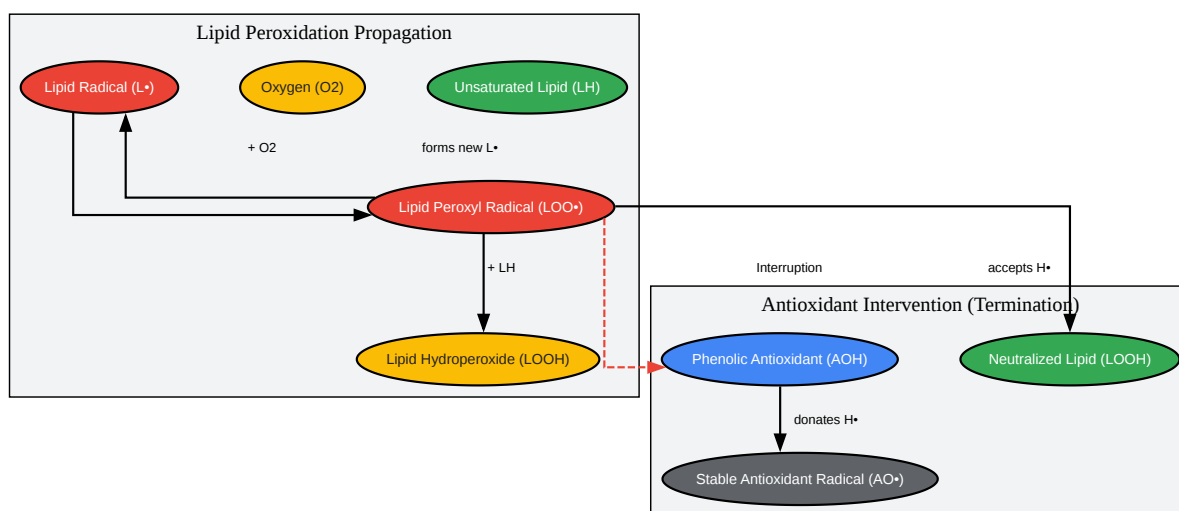 Lipid Peroxidation Propagation
Lipid Radical (L•)
Oxygen (O2)
Unsaturated Lipid (LH)
+ O2
forms new L•
Lipid Peroxyl Radical (LOO•)
+ LH
Interruption
accepts H•
Antioxidant Intervention (Termination)
Lipid Hydroperoxide (LOOH)
Phenolic Antioxidant (AOH)
Neutralized Lipid (LOOH)
donates H•
Stable Antioxidant Radical (AO•)